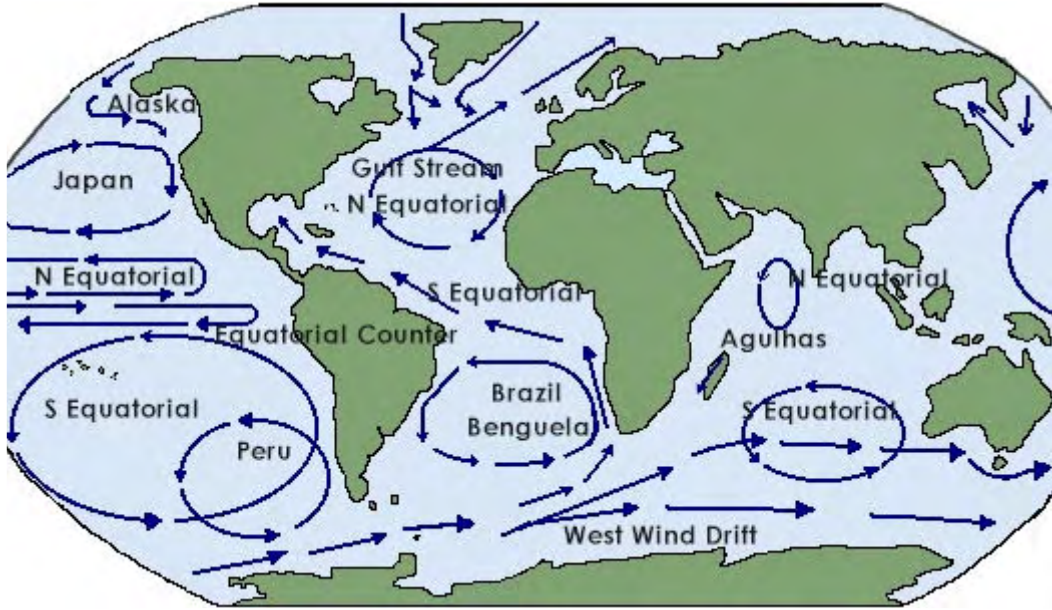 Alaska
Gulf Stream
Japan
N Equatorial
N Equatorial
N Equatorial
S Equatorial
Equatorial Counter
Agulhas
Brazil
S Equatorial
S Equatorial
Benguela
Peru
West Wind Drift